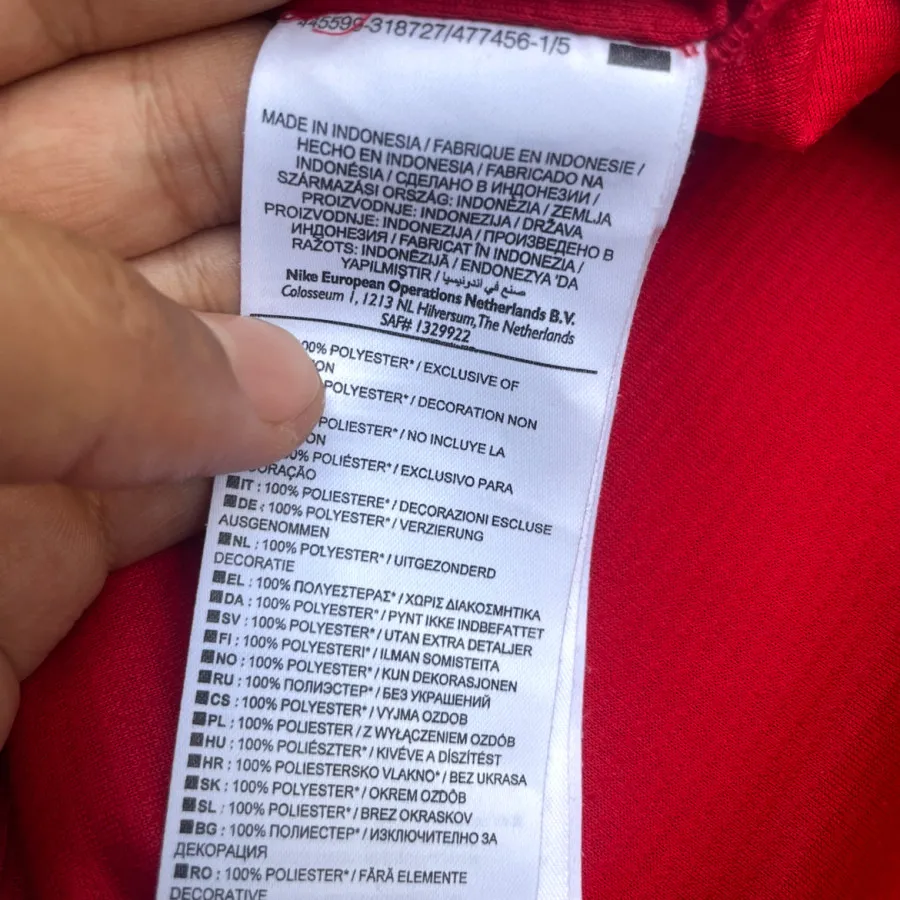 445599-318727/477456-1/5
MADE IN INDONESIA / FABRIQUE EN INDONESIE /
HECHO EN INDONESIA / FABRICADO NA
INDONÉSIA / СДЕЛАНО В ИНДОНЕЗИИ /
SZÁRMAZÁSI ORSZÁG: INDONÉZIA / ZEMLJA
PROIZVODNJE: INDONEZIJA / DRŽAVA
PROIZVODNJE: INDONEZIJA / ПРОИЗВЕДЕНО В
ИНДОНЕЗИЯ / FABRICAT ÎN INDONEZIA /
RAŽOTS: INDONĒZIJĀ / ENDONEZYA 'DA
YAPILMIŞTIR / صنع في اندرنيسيا
Nike European Operations Netherlands B.V.
Colosseum 1, 1213 NL Hilversum, The Netherlands
SAF# 1329922
00% POLYESTER* / EXCLUSIVE OF
ON
POLYESTER* / DECORATION NON
POLIESTER* / NO INCLUYE LA
ON
0% POLIÉSTER* / EXCLUSIVO PARA
ORAÇÃO
IT : 100% POLIESTERE* / DECORAZIONI ESCLUSE
DE : 100% POLYESTER* / VERZIERUNG
AUSGENOMMEN
NL : 100% POLYESTER* / UITGEZONDERD
DECORATIE
EL : 100% ΠΟΛΥΕΣΤΕΡΑΣ* / ΧΩΡΙΣ ΔΙΑΚΟΣΜΗΤΙΚΑ
DA : 100% POLYESTER* / PYNT IKKE INDBEFATTET
SV : 100% POLYESTER* / UTAN EXTRA DETALJER
FI : 100% POLYESTERI* / ILMAN SOMISTEITA
NO : 100% POLYESTER* / KUN DEKORASJONEN
RU : 100% ПОЛИЭСТЕР* / БЕЗ УКРАШЕНИЙ
CS : 100% POLYESTER* / VYJMA OZDOB
PL : 100% POLIESTER / Z WYŁĄCZENIEM OZDÓB
HU : 100% POLIÉSZTER* / KIVÉVE A DÍSZÍTÉST
HR : 100% POLIESTERSKO VLAKNO* / BEZ UKRASA
SK : 100% POLYESTER* / OKREM OZDÔB
SL : 100% POLIESTER* / BREZ OKRASKOV
BG : 100% ПОЛИЕСТЕР* / ИЗКЛЮЧИТЕЛНО ЗА
ДЕКОРАЦИЯ
RO : 100% POLIESTER* / FĂRĂ ELEMENTE
DECORATIVE